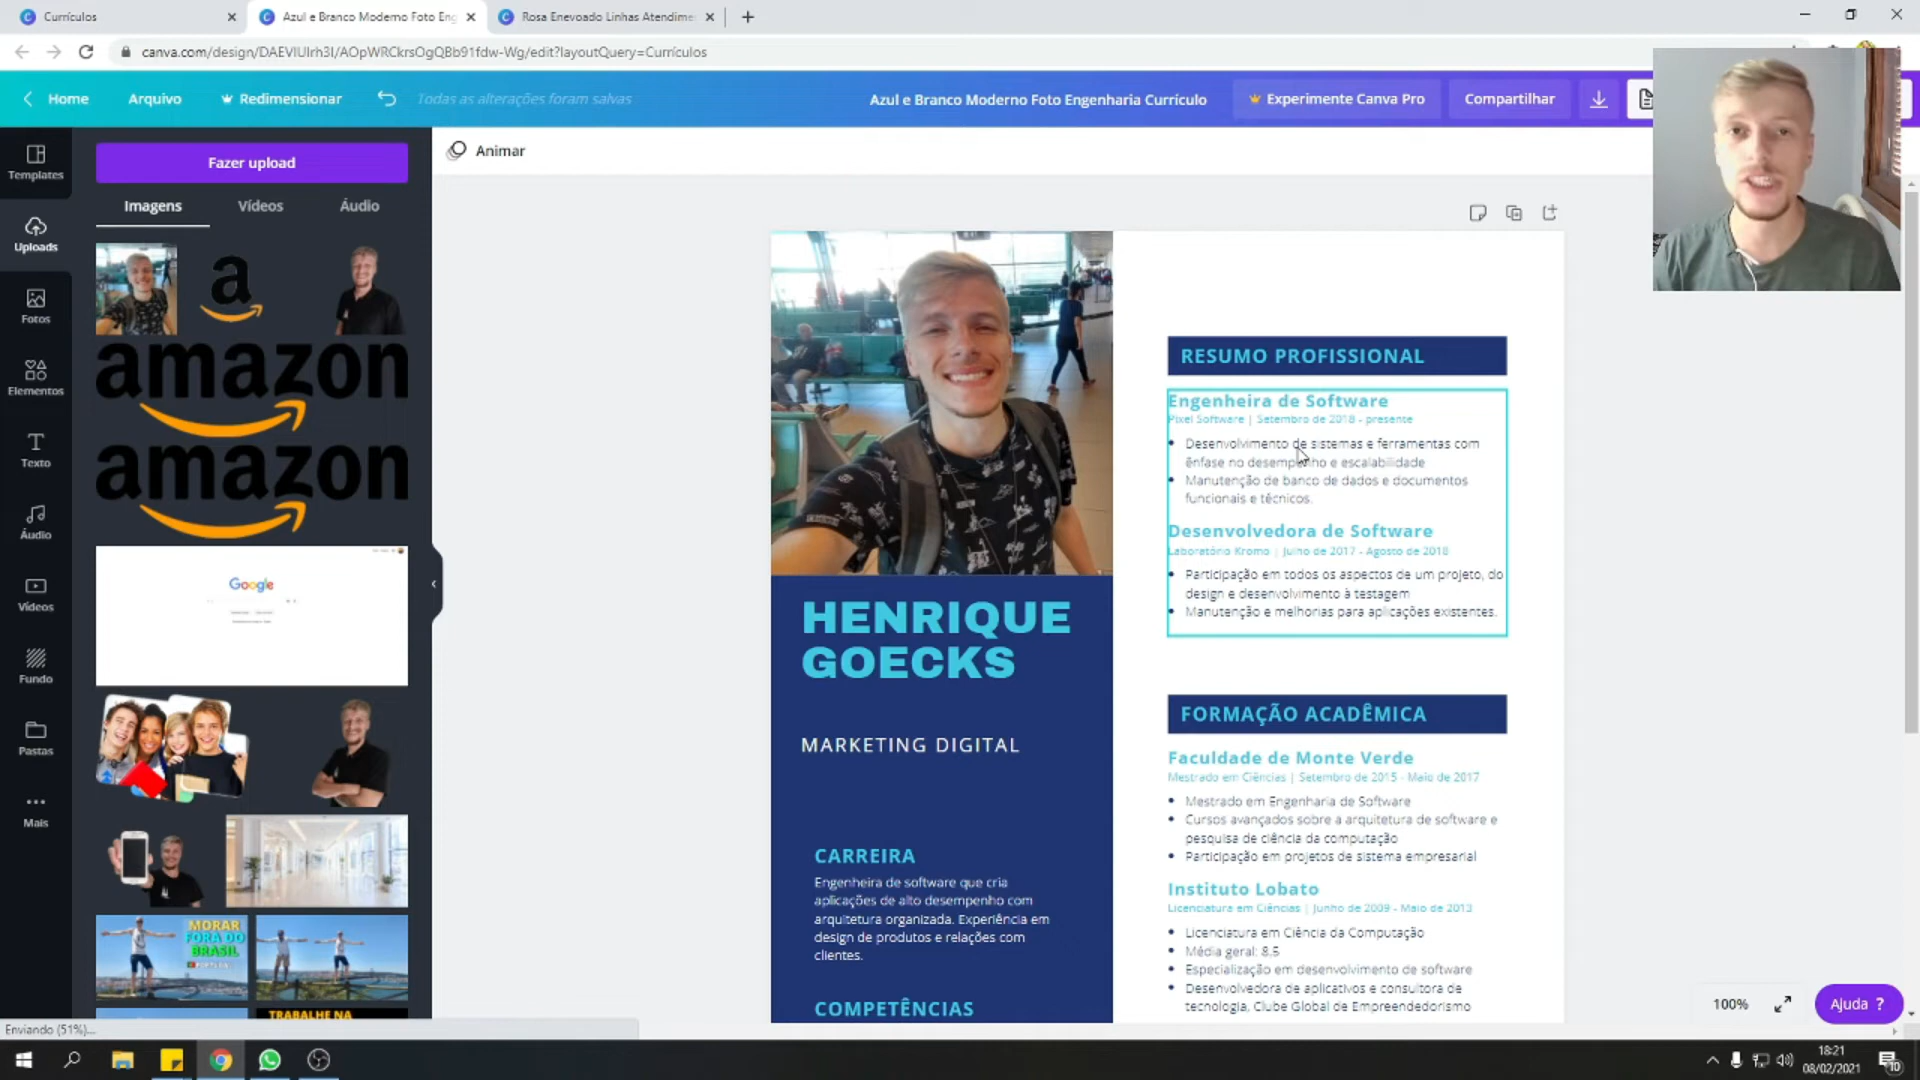 Currículos
Azul e Branco Moderno Foto Eng
Rosa Enevoado Linhas Atendime
canva.com/design/DAEVIUlrh3I/AOpWRCkrsOgQBb91fdw-Wg/edit?layoutQuery=Currículos
Home
Arquivo
Redimensionar
Todas as alterações foram salvas
Azul e Branco Moderno Foto Engenharia Currículo
Experimente Canva Pro
Compartilhar
Templates
Uploads
Fotos
Elementos
Texto
Áudio
Vídeos
Fundo
Pastas
Mais
Fazer upload
Imagens
Vídeos
Áudio
a
amazon
amazon
Google
MORAR
FORA DO
BRASIL
TRABALHE NA
Animar
HENRIQUE
GOECKS
MARKETING DIGITAL
CARREIRA
Engenheira de software que cria
aplicações de alto desempenho com
arquitetura organizada. Experiência em
design de produtos e relações com
clientes.
COMPETÊNCIAS
RESUMO PROFISSIONAL
Engenheira de Software
Pixel Software | Setembro de 2018 - presente
Desenvolvimento de sistemas e ferramentas com
ênfase no desempenho e escalabilidade
Manutenção de banco de dados e documentos
funcionais e técnicos.
Desenvolvedora de Software
Laboratório Kromo | Julho de 2017 - Agosto de 2018
Participação em todos os aspectos de um projeto, do
design e desenvolvimento à testagem
Manutenção e melhorias para aplicações existentes.
FORMAÇÃO ACADÊMICA
Faculdade de Monte Verde
Mestrado em Ciências | Setembro de 2015 - Maio de 2017
Mestrado em Engenharia de Software
Cursos avançados sobre a arquitetura de software e
pesquisa de ciência da computação
Participação em projetos de sistema empresarial
Instituto Lobato
Licenciatura em Ciências | Junho de 2009 - Maio de 2013
Licenciatura em Ciência da Computação
Média geral: 8,5
Especialização em desenvolvimento de software
Desenvolvedora de aplicativos e consultora de
tecnologia, Clube Global de Empreendedorismo
100%
Ajuda ?
Enviando (51%)...
18:21
08/02/2021
10